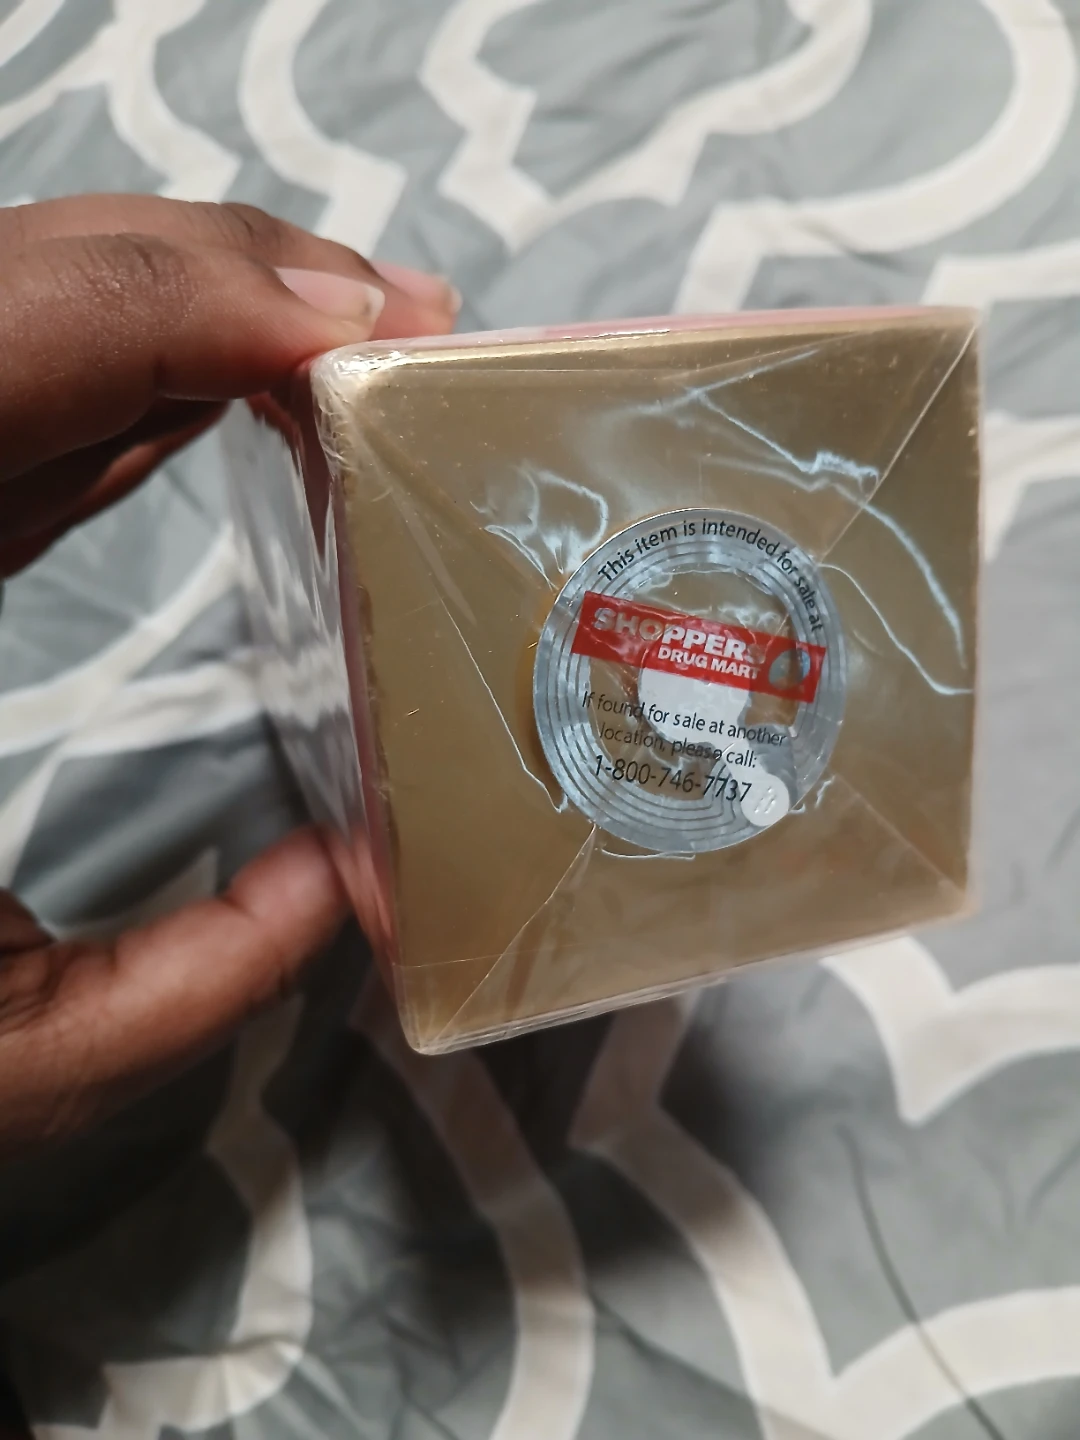 This item is intended for sale at
SHOPPERS
DRUG MART
If found for sale at another
location, please call:
1-800-746-7737